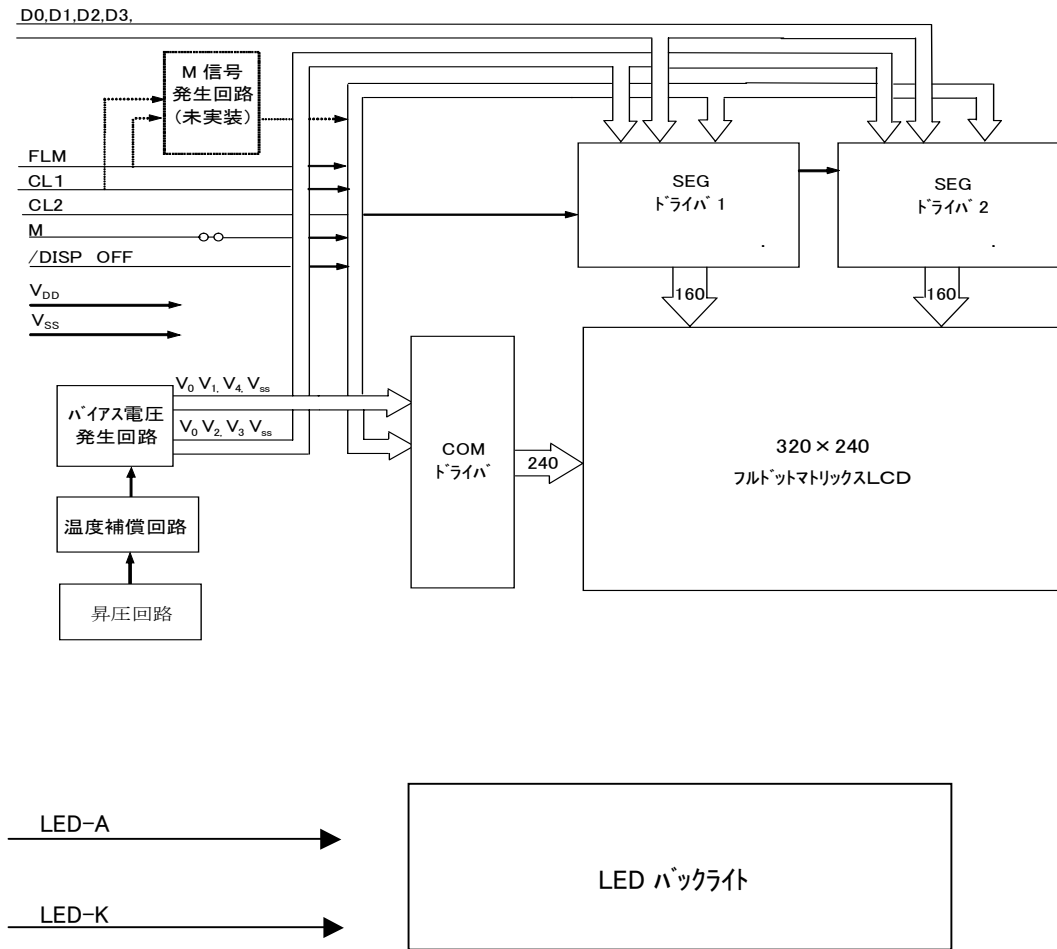 D0,D1,D2,D3,
M 信号
発生回路
(未実装)
FLM
CL1
CL2
M
/DISP OFF
VDD
VSS
SEG
ドライバ 1
.
SEG
ドライバ 2
.
160
160
V0 V1, V4, Vss
バイアス電圧
発生回路
V0 V2, V3 Vss
COM
ドライバ
240
320×240
フルドットマトリックスLCD
温度補償回路
昇圧回路
LED-A
LED バックライト
LED-K